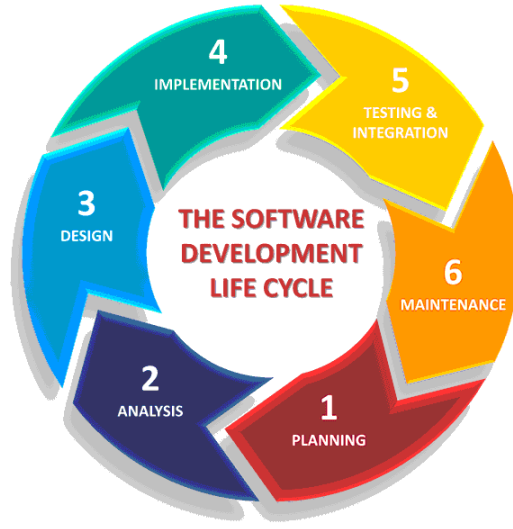 THE SOFTWARE
DEVELOPMENT
LIFE CYCLE
1
PLANNING
2
ANALYSIS
3
DESIGN
4
IMPLEMENTATION
5
TESTING &
INTEGRATION
6
MAINTENANCE